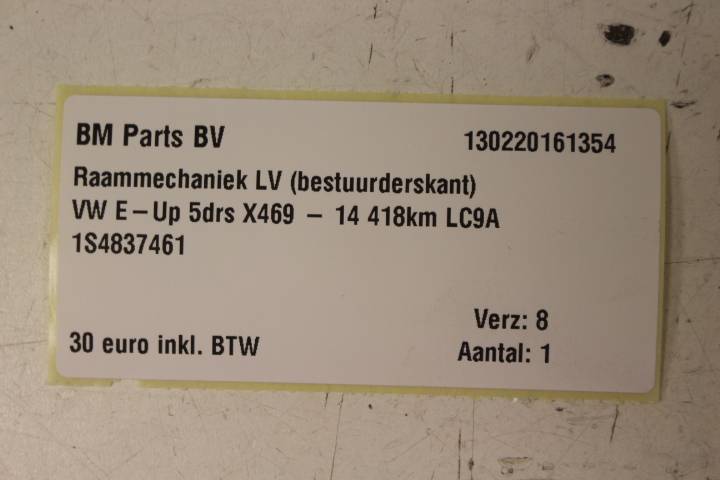 BM Parts BV 130220161354
Raammechaniek LV (bestuurderskant)
VW E-Up 5drs X469 - 14 418km LC9A
1S4837461
Verz: 8
30 euro inkl. BTW Aantal: 1